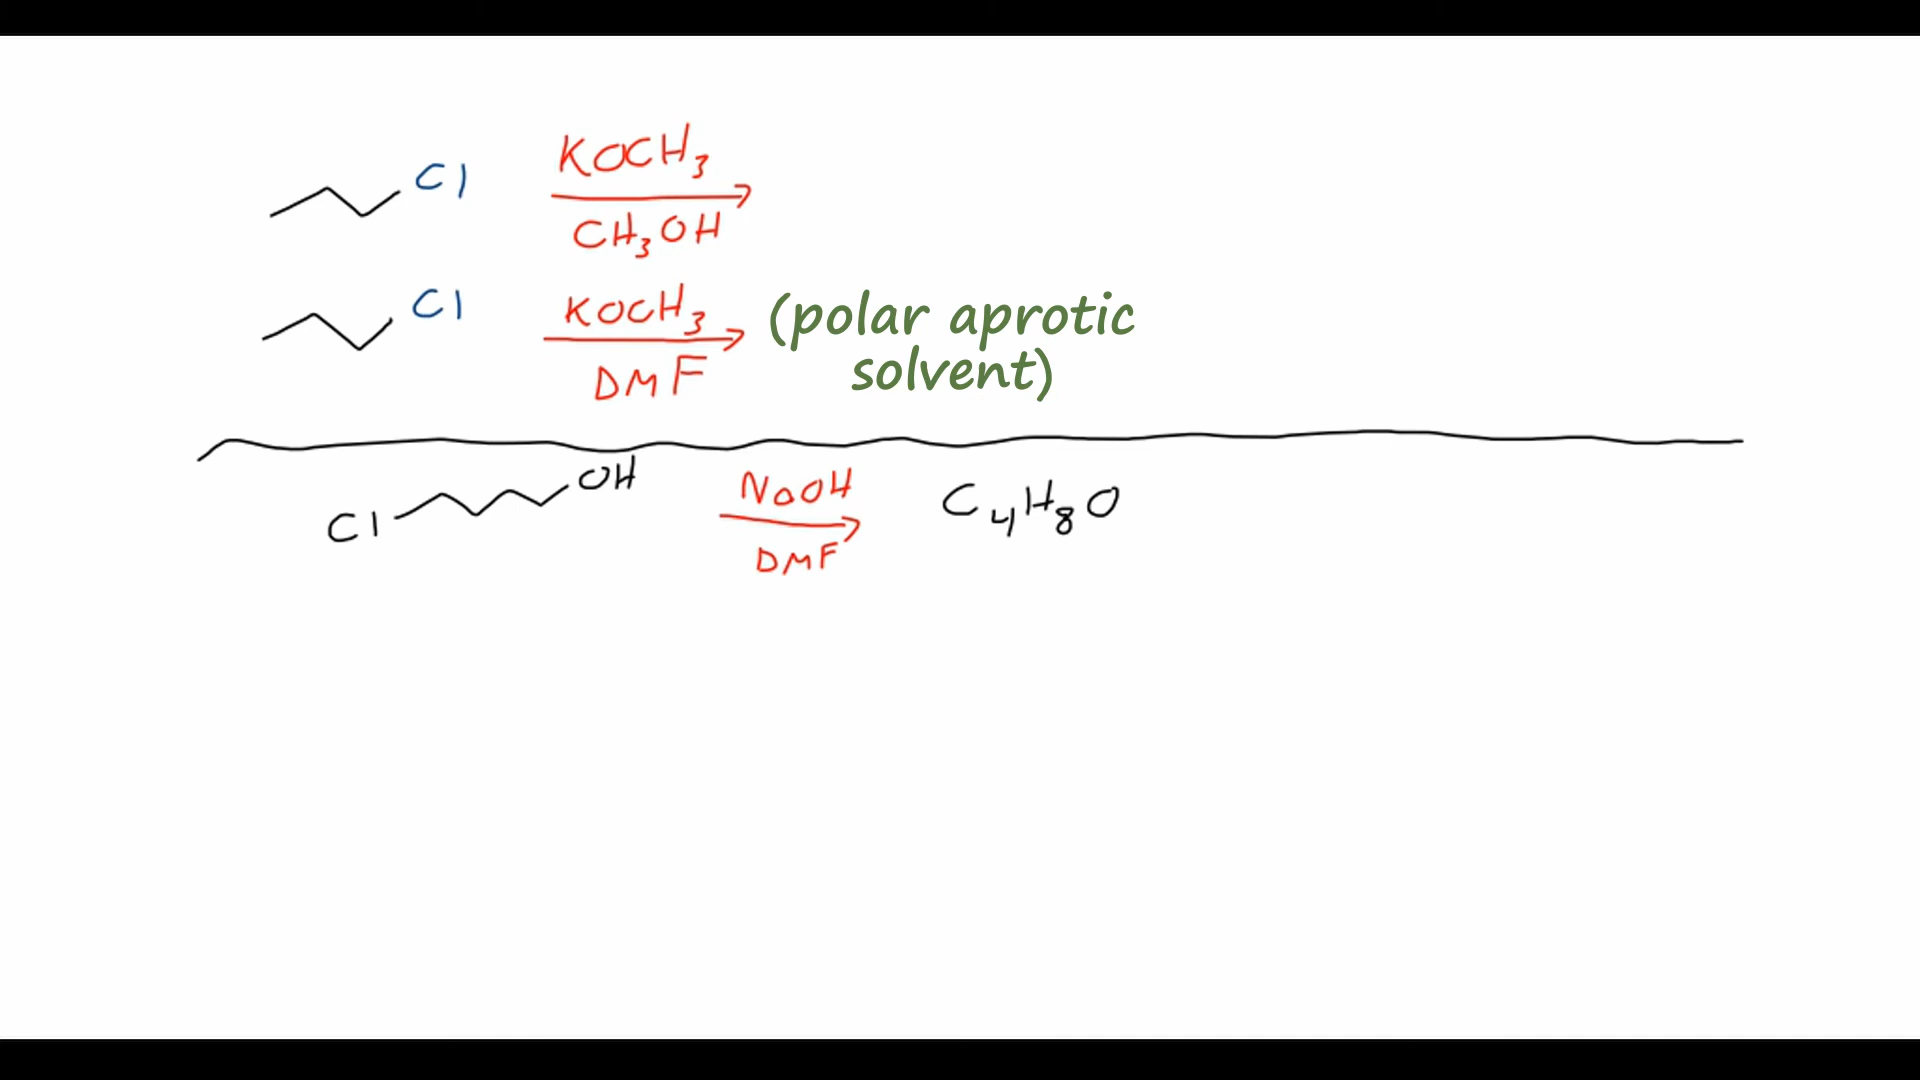 Cl KOCH₃
CH₃OH
Cl KOCH₃ (polar aprotic
DMF solvent)
Cl OH NaOH C₄H₈O
DMF